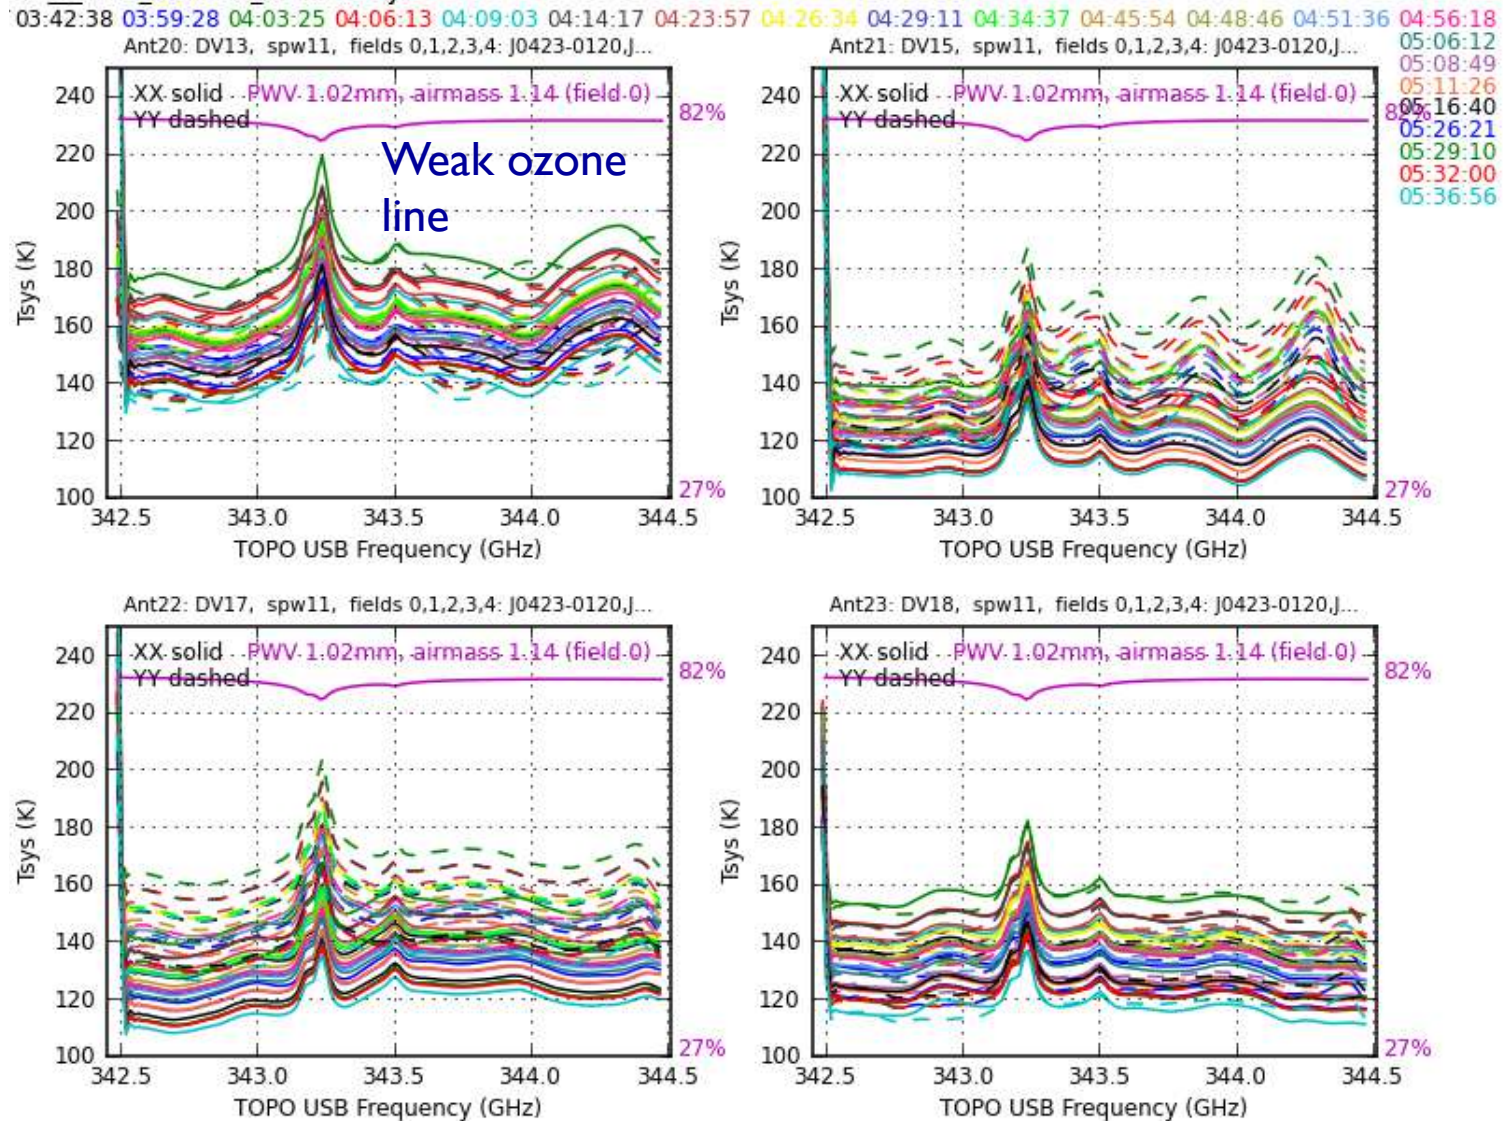 03:42:38 03:59:28 04:03:25 04:06:13 04:09:03 04:14:17 04:23:57 04:26:34 04:29:11 04:34:37 04:45:54 04:48:46 04:51:36 04:56:18
05:06:12
05:08:49
05:11:26
05:16:40
05:26:21
05:29:10
05:32:00
05:36:56
Ant20: DV13, spw11, fields 0,1,2,3,4: J0423-0120,J...
XX solid PWV 1.02mm, airmass 1.14 (field 0)
YY dashed
82%
Weak ozone
line
27%
Tsys (K)
240
220
200
180
160
140
120
100
342.5 343.0 343.5 344.0 344.5
TOPO USB Frequency (GHz)
Ant21: DV15, spw11, fields 0,1,2,3,4: J0423-0120,J...
XX solid PWV 1.02mm, airmass 1.14 (field 0)
YY dashed
82%
27%
Tsys (K)
240
220
200
180
160
140
120
100
342.5 343.0 343.5 344.0 344.5
TOPO USB Frequency (GHz)
Ant22: DV17, spw11, fields 0,1,2,3,4: J0423-0120,J...
XX solid PWV 1.02mm, airmass 1.14 (field 0)
YY dashed
82%
27%
Tsys (K)
240
220
200
180
160
140
120
100
342.5 343.0 343.5 344.0 344.5
TOPO USB Frequency (GHz)
Ant23: DV18, spw11, fields 0,1,2,3,4: J0423-0120,J...
XX solid PWV 1.02mm, airmass 1.14 (field 0)
YY dashed
82%
27%
Tsys (K)
240
220
200
180
160
140
120
100
342.5 343.0 343.5 344.0 344.5
TOPO USB Frequency (GHz)